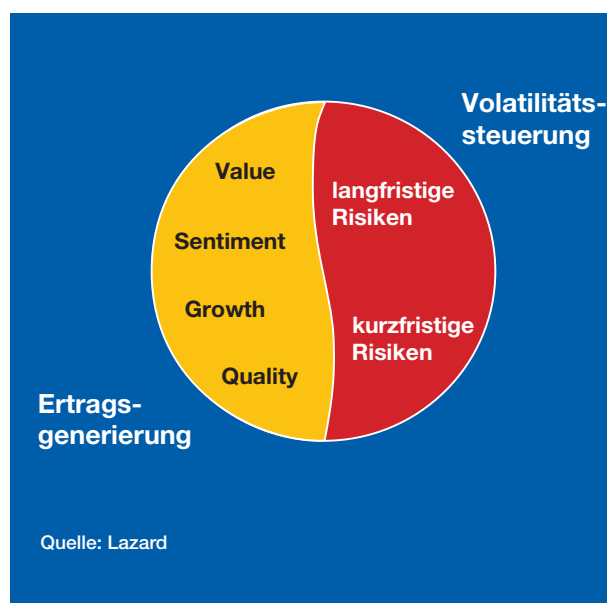 Volatilitäts-
steuerung
Value
Sentiment
Growth
Quality
langfristige
Risiken
kurzfristige
Risiken
Ertrags-
generierung
Quelle: Lazard